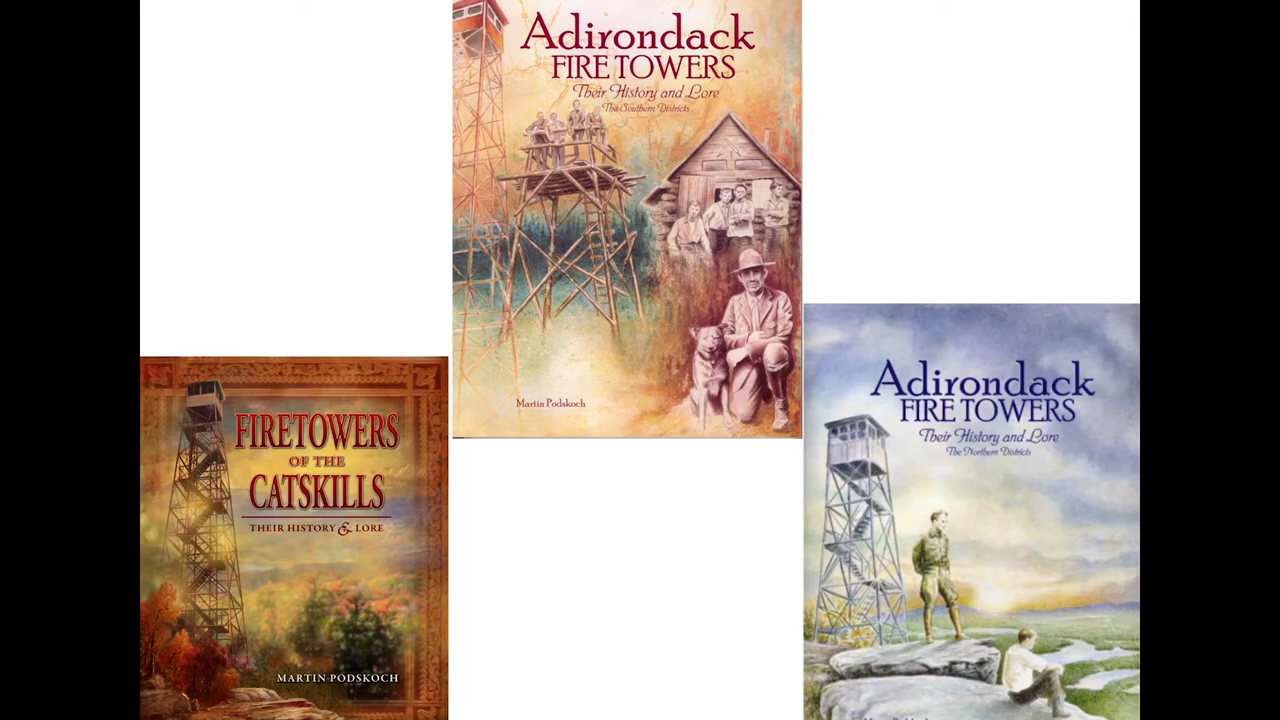 Adirondack
FIRE TOWERS
Their History and Lore
The Southern Districts
Martin Podskoch
FIRETOWERS
OF THE
CATSKILLS
THEIR HISTORY & LORE
MARTIN PODSKOCH
Adirondack
FIRE TOWERS
Their History and Lore
The Northern Districts